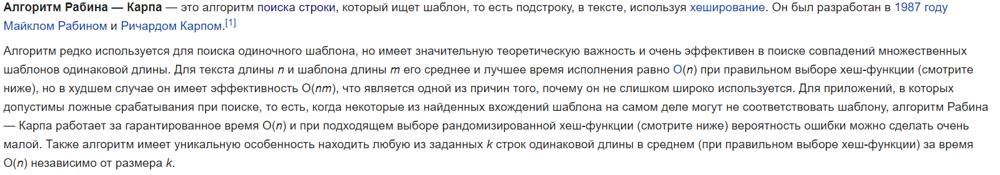 Алгоритм Рабина — Карпа — это алгоритм поиска строки, который ищет шаблон, то есть подстроку, в тексте, используя хеширование. Он был разработан в 1987 году
Майклом Рабином и Ричардом Карпом.[1]
Алгоритм редко используется для поиска одиночного шаблона, но имеет значительную теоретическую важность и очень эффективен в поиске совпадений множественных
шаблонов одинаковой длины. Для текста длины n и шаблона длины m его среднее и лучшее время исполнения равно O(n) при правильном выборе хеш-функции (смотрите
ниже), но в худшем случае он имеет эффективность O(nm), что является одной из причин того, почему он не слишком широко используется. Для приложений, в которых
допустимы ложные срабатывания при поиске, то есть, когда некоторые из найденных вхождений шаблона на самом деле могут не соответствовать шаблону, алгоритм Рабина
— Карпа работает за гарантированное время O(n) и при подходящем выборе рандомизированной хеш-функции (смотрите ниже) вероятность ошибки можно сделать очень
малой. Также алгоритм имеет уникальную особенность находить любую из заданных k строк одинаковой длины в среднем (при правильном выборе хеш-функции) за время
O(n) независимо от размера k.